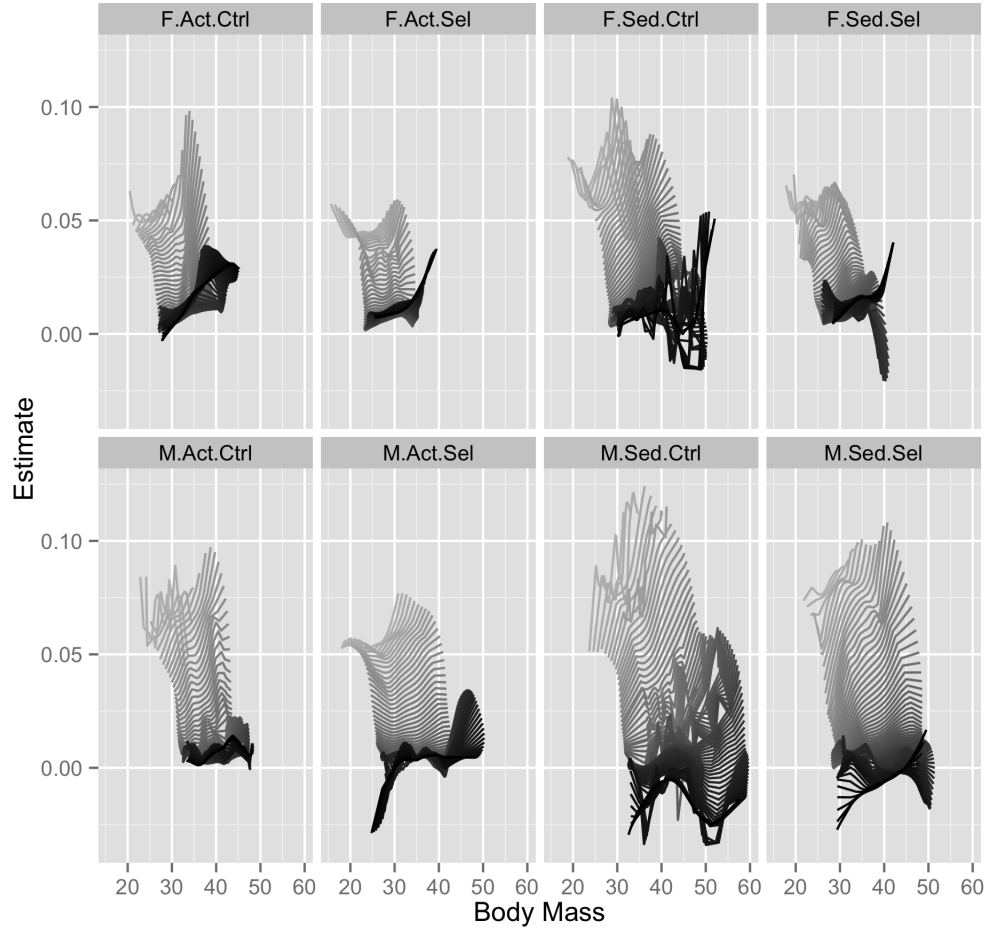 F.Act.Ctrl F.Act.Sel F.Sed.Ctrl F.Sed.Sel
0.10
0.05
0.00
Estimate
M.Act.Ctrl M.Act.Sel M.Sed.Ctrl M.Sed.Sel
0.10
0.05
0.00
20 30 40 50 60 20 30 40 50 60 20 30 40 50 60 20 30 40 50 60
Body Mass